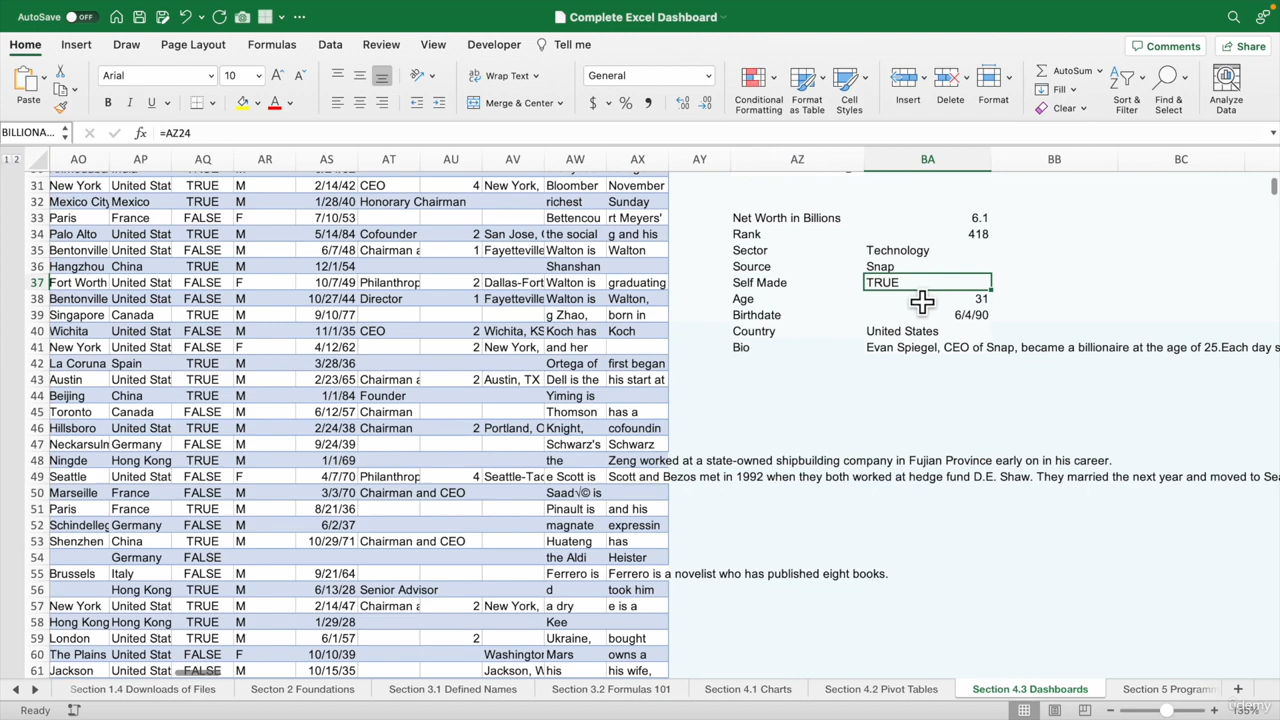 AutoSave OFF Complete Excel Dashboard
Home Insert Draw Page Layout Formulas Data Review View Developer Tell me Comments Share
Paste Arial 10 Wrap Text General Conditional Formatting Format as Table Cell Styles Insert Delete Format AutoSum Sort & Filter Find & Select Analyze Data
B I U Merge & Center $ % Fill Clear
BILLIONA... fx =AZ24
1 2 AO AP AQ AR AS AT AU AV AW AX AY AZ BA BB BC
31 New York United Stat TRUE M 2/14/42 CEO 4 New York, Bloomber November
32 Mexico City Mexico TRUE M 1/28/40 Honorary Chairman richest Sunday
33 Paris France FALSE F 7/10/53 Bettencou rt Meyers' Net Worth in Billions 6.1
34 Palo Alto United Stat TRUE M 5/14/84 Cofounder 2 San Jose, C the social g and his Rank 418
35 Bentonville United Stat FALSE M 6/7/48 Chairman a 1 Fayetteville Walton is Walton Sector Technology
36 Hangzhou China TRUE M 12/1/54 Shanshan Source Snap
37 Fort Worth United Stat FALSE F 10/7/49 Philanthrop 2 Dallas-Fort Walton is graduating Self Made TRUE
38 Bentonville United Stat FALSE M 10/27/44 Director 1 Fayetteville Walton, Walton, Age 31
39 Singapore Canada TRUE M 9/10/77 g Zhao, born in Birthdate 6/4/90
40 Wichita United Stat FALSE M 11/1/35 CEO 2 Wichita, KS Koch has Koch Country United States
41 New York United Stat FALSE F 4/12/62 2 New York, and her Bio Evan Spiegel, CEO of Snap, became a billionaire at the age of 25.Each day s
42 La Coruna Spain TRUE M 3/28/36 Ortega of first began
43 Austin United Stat TRUE M 2/23/65 Chairman a 2 Austin, TX Dell is the his start at
44 Beijing China TRUE M 1/1/84 Founder Yiming is
45 Toronto Canada FALSE M 6/12/57 Chairman Thomson has a
46 Hillsboro United Stat TRUE M 2/24/38 Chairman 2 Portland, O Knight, cofoundin
47 Neckarsuln Germany FALSE M 9/24/39 Schwarz's Schwarz
48 Ningde Hong Kong TRUE M 1/1/69 the Zeng worked at a state-owned shipbuilding company in Fujian Province early on in his career.
49 Seattle United Stat FALSE F 4/7/70 Philanthrop 4 Seattle-Tac e Scott is Scott and Bezos met in 1992 when they both worked at hedge fund D.E. Shaw. They married the next year and moved to Sea
50 Marseille France FALSE M 3/3/70 Chairman and CEO Saad√© is
51 Paris France TRUE M 8/21/36 Pinault is and his
52 Schindelleg Germany FALSE M 6/2/37 magnate expressin
53 Shenzhen China TRUE M 10/29/71 Chairman and CEO Huateng has
54 Germany FALSE the Aldi Heister
55 Brussels Italy FALSE M 9/21/64 Ferrero is Ferrero is a novelist who has published eight books.
56 Hong Kong TRUE M 6/13/28 Senior Advisor d took him
57 New York United Stat TRUE M 2/14/47 Chairman a 2 New York, a dry e is a
58 Hong Kong Hong Kong TRUE M 1/29/28 Kee
59 London United Stat TRUE M 6/1/57 2 Ukraine, bought
60 The Plains United Stat FALSE F 10/10/39 Washington Mars owns a
61 Jackson United Stat FALSE M 10/15/35 Jackson, W his his wife,
Section 1.4 Downloads of Files Secton 2 Foundations Section 3.1 Defined Names Section 3.2 Formulas 101 Section 4.1 Charts Section 4.2 Pivot Tables Section 4.3 Dashboards Section 5 Programm
Ready 135%
Udemy